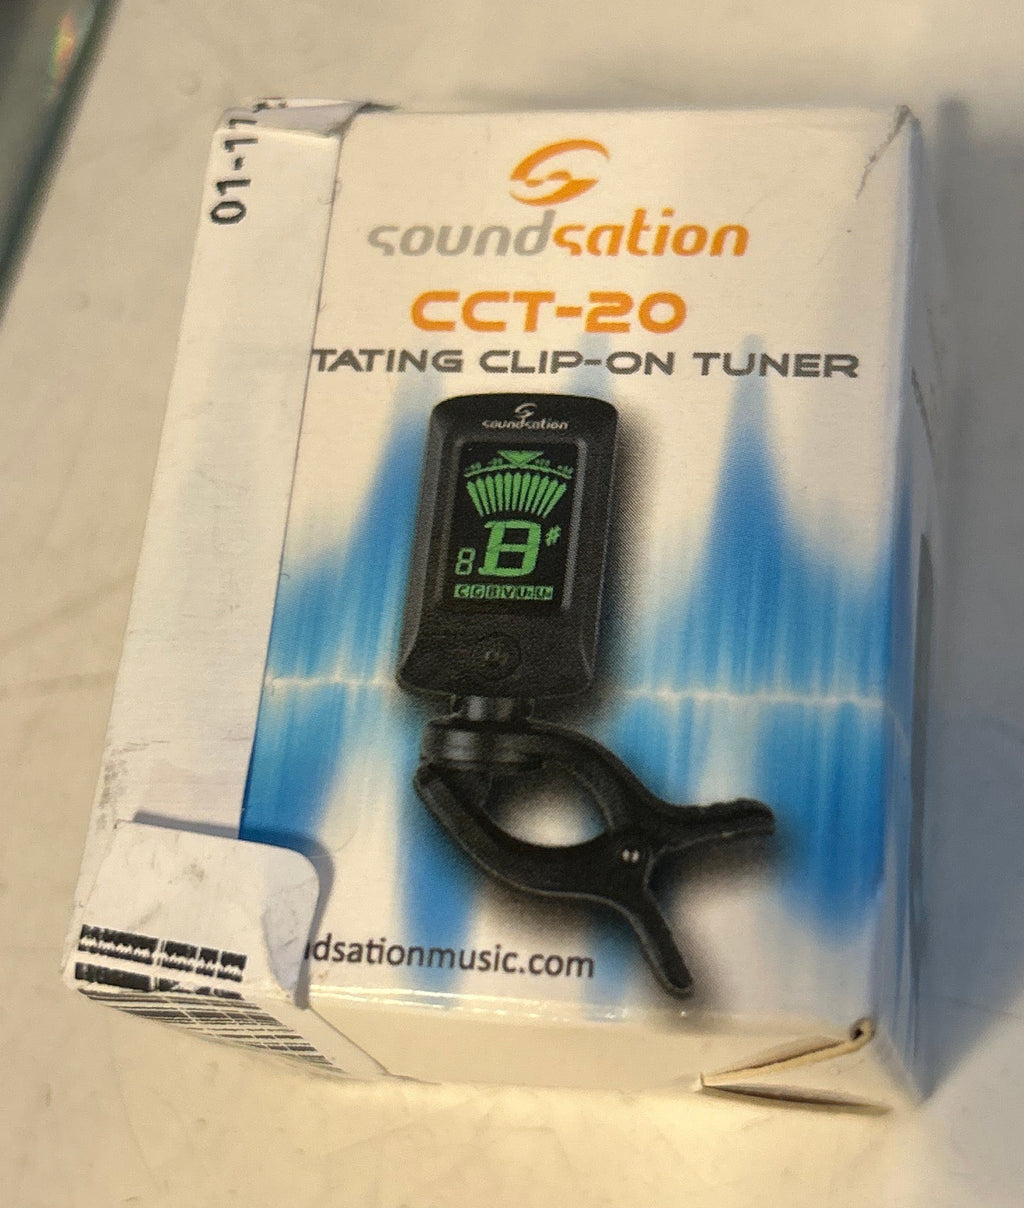 01-11
soundsation
CCT-20
TATING CLIP-ON TUNER
soundsation
8 B#
dsationmusic.com